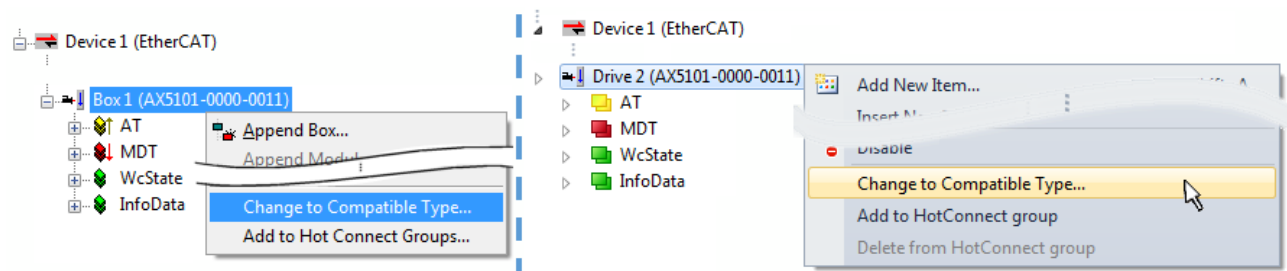 Device 1 (EtherCAT)
Box 1 (AX5101-0000-0011)
AT
MDT
WcState
InfoData
Append Box...
Append Modul
Change to Compatible Type...
Add to Hot Connect Groups...
Device 1 (EtherCAT)
Drive 2 (AX5101-0000-0011)
AT
MDT
WcState
InfoData
Add New Item...
Insert
Disable
Change to Compatible Type...
Add to HotConnect group
Delete from HotConnect group